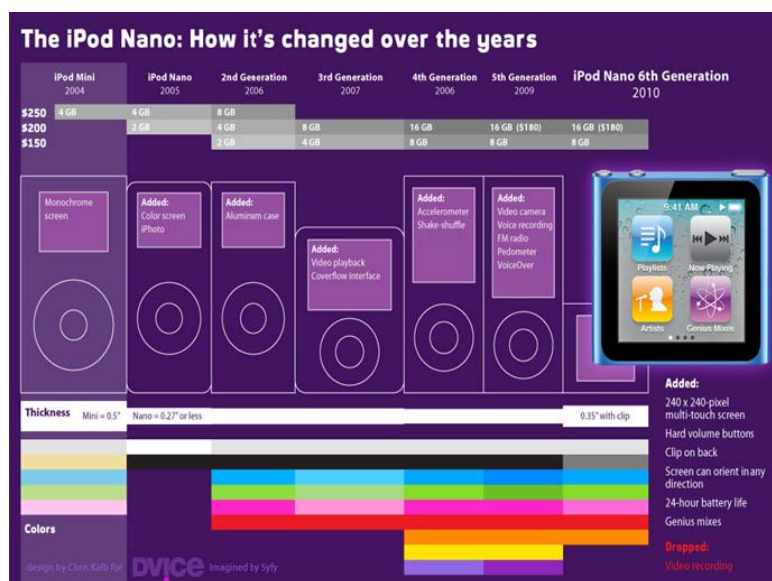 The iPod Nano: How it's changed over the years
iPod Mini
2004
iPod Nano
2005
2nd Generation
2006
3rd Generation
2007
4th Generation
2006
5th Generation
2009
iPod Nano 6th Generation
2010
$250 4 GB 4 GB 8 GB
$200 2 GB 4 GB 8 GB 16 GB 16 GB ($180) 16 GB ($180)
$150 2 GB 4 GB 8 GB 8 GB 8 GB
Monochrome
screen
Added:
Color screen
iPhoto
Added:
Aluminum case
Added:
Video playback
Coverflow interface
Added:
Accelerometer
Shake-shuffle
Added:
Video camera
Voice recording
FM radio
Pedometer
VoiceOver
9:41 AM
Playlists
Now Playing
Artists
Genius Mixes
Thickness Mini = 0.5" Nano = 0.27" or less 0.35" with clip
Added:
240 x 240-pixel
multi-touch screen
Hard volume buttons
Clip on back
Screen can orient in any
direction
24-hour battery life
Genius mixes
Dropped:
Video recording
Colors
design by Chris Kalb for DVICE Imagined by Syfy